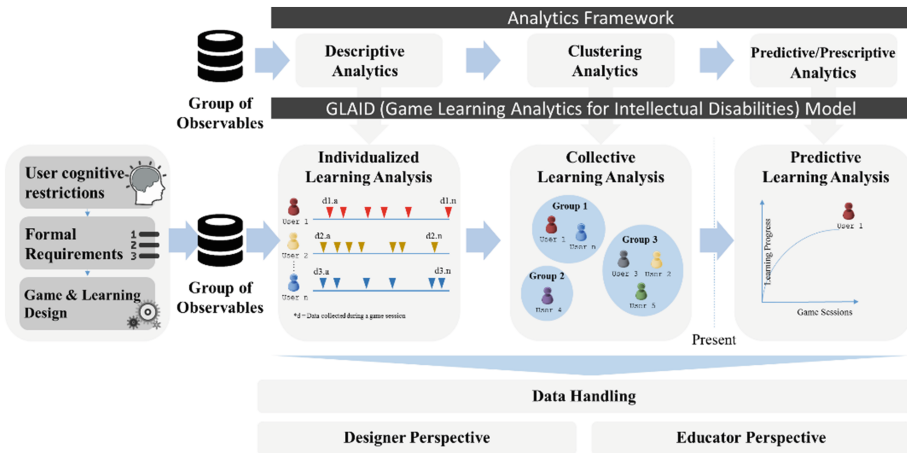 Analytics Framework
Group of
Observables
Descriptive
Analytics
Clustering
Analytics
Predictive/Prescriptive
Analytics
GLAID (Game Learning Analytics for Intellectual Disabilities) Model
User cognitive
restrictions
Formal
Requirements
1
2
3
Game & Learning
Design
Group of
Observables
Individualized
Learning Analysis
d1.a
d1.n
User 1
d2.a
d2.n
User 2
d3.a
d3.n
User n
*d = Data collected during a game session
Collective
Learning Analysis
Group 1
User 1
User n
Group 2
User 4
Group 3
User 3
User 2
User 5
Present
Predictive
Learning Analysis
Learning Progress
User 1
Game Sessions
Data Handling
Designer Perspective
Educator Perspective